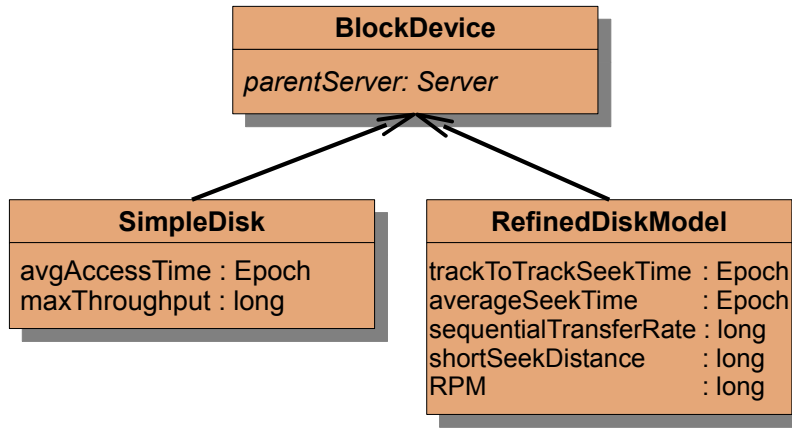 BlockDevice
parentServer: Server
SimpleDisk
avgAccessTime : Epoch
maxThroughput : long
RefinedDiskModel
trackToTrackSeekTime : Epoch
averageSeekTime : Epoch
sequentialTransferRate : long
shortSeekDistance : long
RPM : long